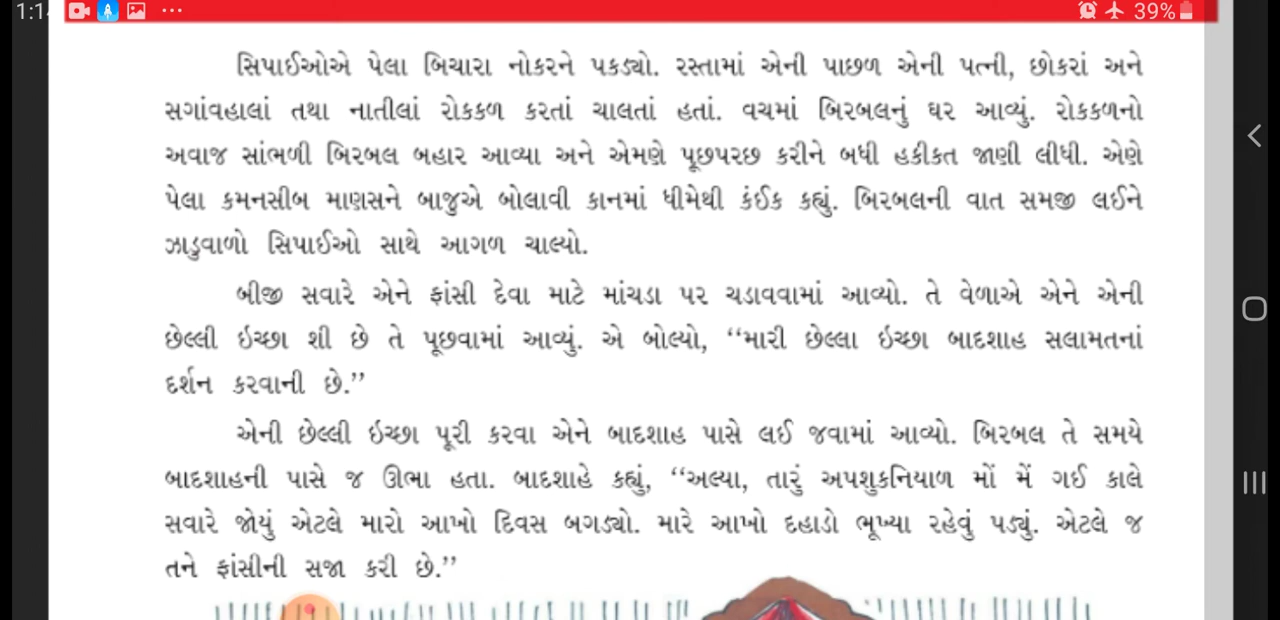 1:1
39%
સિપાઈઓએ પેલા બિચારા નોકરને પકડ્યો. રસ્તામાં એની પાછળ એની પત્ની, છોકરાં અને
સગાંવહાલાં તથા નાતીલાં રોકકળ કરતાં ચાલતાં હતાં. વચમાં બિરબલનું ઘર આવ્યું. રોકકળનો
અવાજ સાંભળી બિરબલ બહાર આવ્યા અને એમણે પૂછપરછ કરીને બધી હકીકત જાણી લીધી. એણે
પેલા કમનસીબ માણસને બાજુએ બોલાવી કાનમાં ધીમેથી કંઈક કહ્યું. બિરબલની વાત સમજી લઈને
ઝાડુવાળો સિપાઈઓ સાથે આગળ ચાલ્યો.
બીજી સવારે એને ફાંસી દેવા માટે માંચડા પર ચડાવવામાં આવ્યો. તે વેળાએ એને એની
છેલ્લી ઇચ્છા શી છે તે પૂછવામાં આવ્યું. એ બોલ્યો, ‘‘મારી છેલ્લા ઇચ્છા બાદશાહ સલામતનાં
દર્શન કરવાની છે.’’
એની છેલ્લી ઇચ્છા પૂરી કરવા એને બાદશાહ પાસે લઈ જવામાં આવ્યો. બિરબલ તે સમયે
બાદશાહની પાસે જ ઊભા હતા. બાદશાહે કહ્યું, ‘‘અલ્યા, તારું અપશુકનિયાળ મોં મેં ગઈ કાલે
સવારે જોયું એટલે મારો આખો દિવસ બગડ્યો. મારે આખો દહાડો ભૂખ્યા રહેવું પડ્યું. એટલે જ
તને ફાંસીની સજા કરી છે.’’